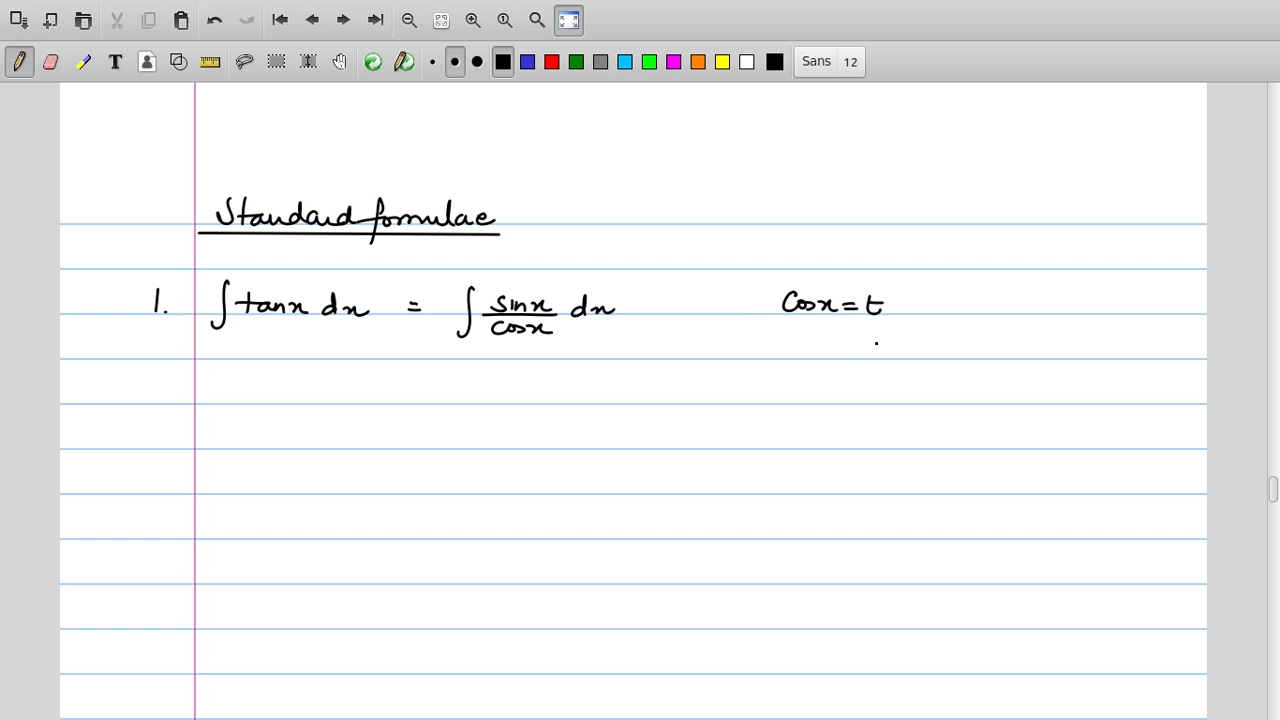 Sans 12
Standard formulae
1. ∫ tanx dx = ∫ sinx/cosx dx Cosx = t